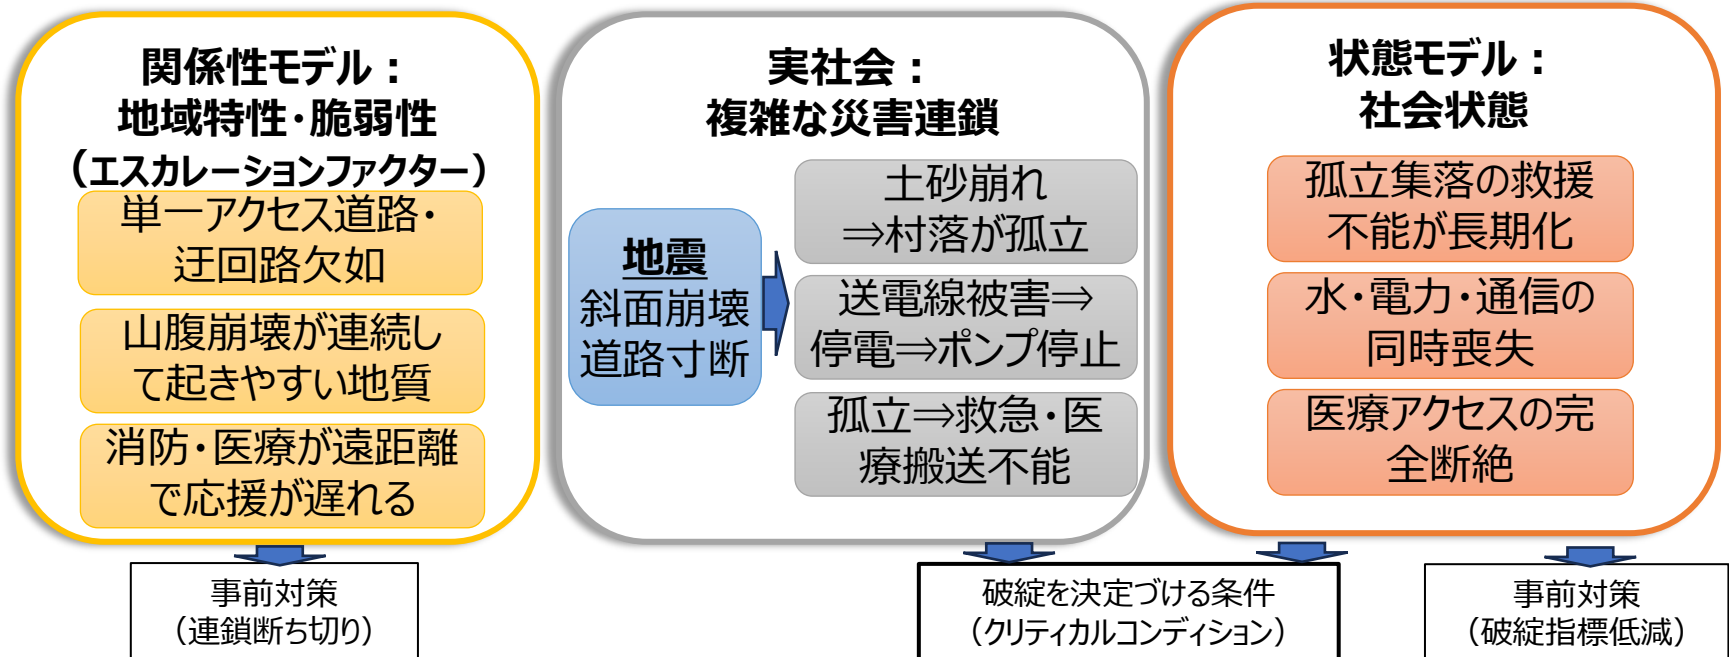 関係性モデル：
地域特性・脆弱性
（エスカレーションファクター）
単一アクセス道路・
迂回路欠如
山腹崩壊が連続し
て起きやすい地質
消防・医療が遠距離
で応援が遅れる
事前対策
（連鎖断ち切り）
実社会：
複雑な災害連鎖
地震
斜面崩壊
道路寸断
土砂崩れ
⇒村落が孤立
送電線被害⇒
停電⇒ポンプ停止
孤立⇒救急・医
療搬送不能
破綻を決定づける条件
（クリティカルコンディション）
状態モデル：
社会状態
孤立集落の救援
不能が長期化
水・電力・通信の
同時喪失
医療アクセスの完
全断絶
事前対策
（破綻指標低減）